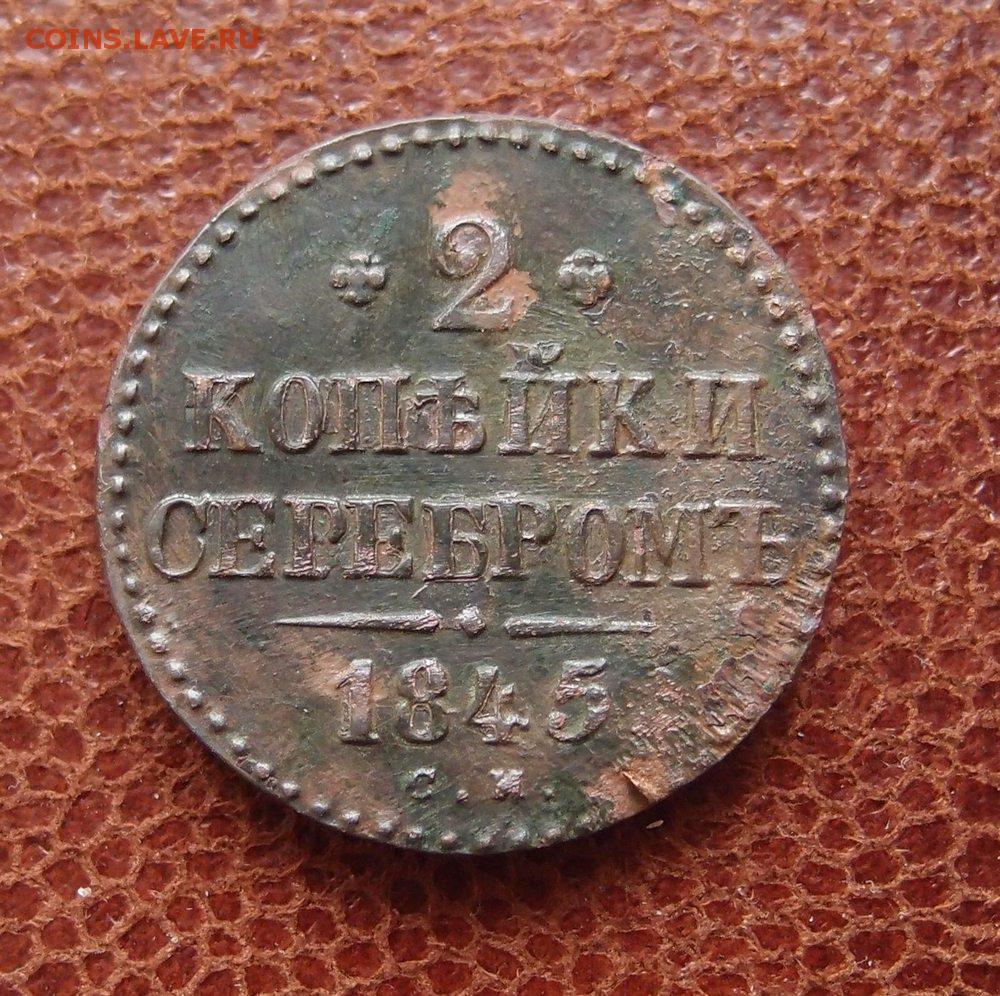 COINS.LAVE.RU
2
КОПѢЙКИ
СЕРЕБРОМЪ
1845
С.М.